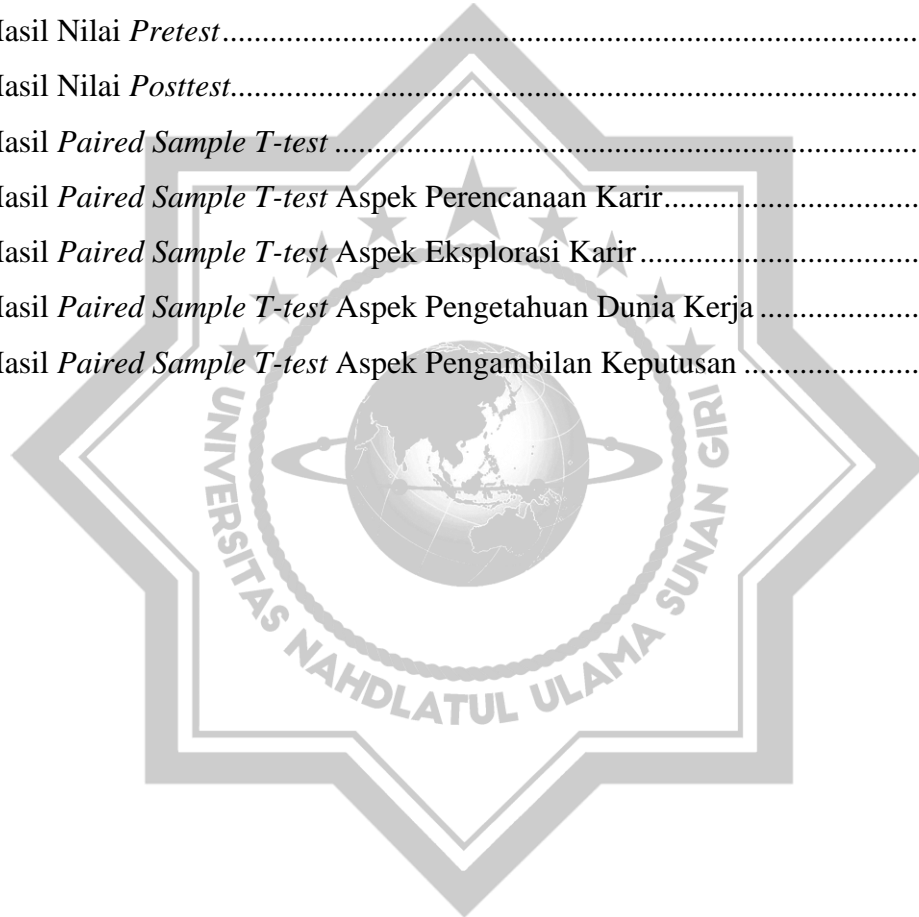 asil Nilai Pretest...............................................................................................
asil Nilai Posttest..............................................................................................
asil Paired Sample T-test ................................................................................
asil Paired Sample T-test Aspek Perencanaan Karir........................................
asil Paired Sample T-test Aspek Eksplorasi Karir...........................................
asil Paired Sample T-test Aspek Pengetahuan Dunia Kerja ...........................
asil Paired Sample T-test Aspek Pengambilan Keputusan .............................
UNIVERSITAS NAHDLATUL ULAMA SUNAN GIRI